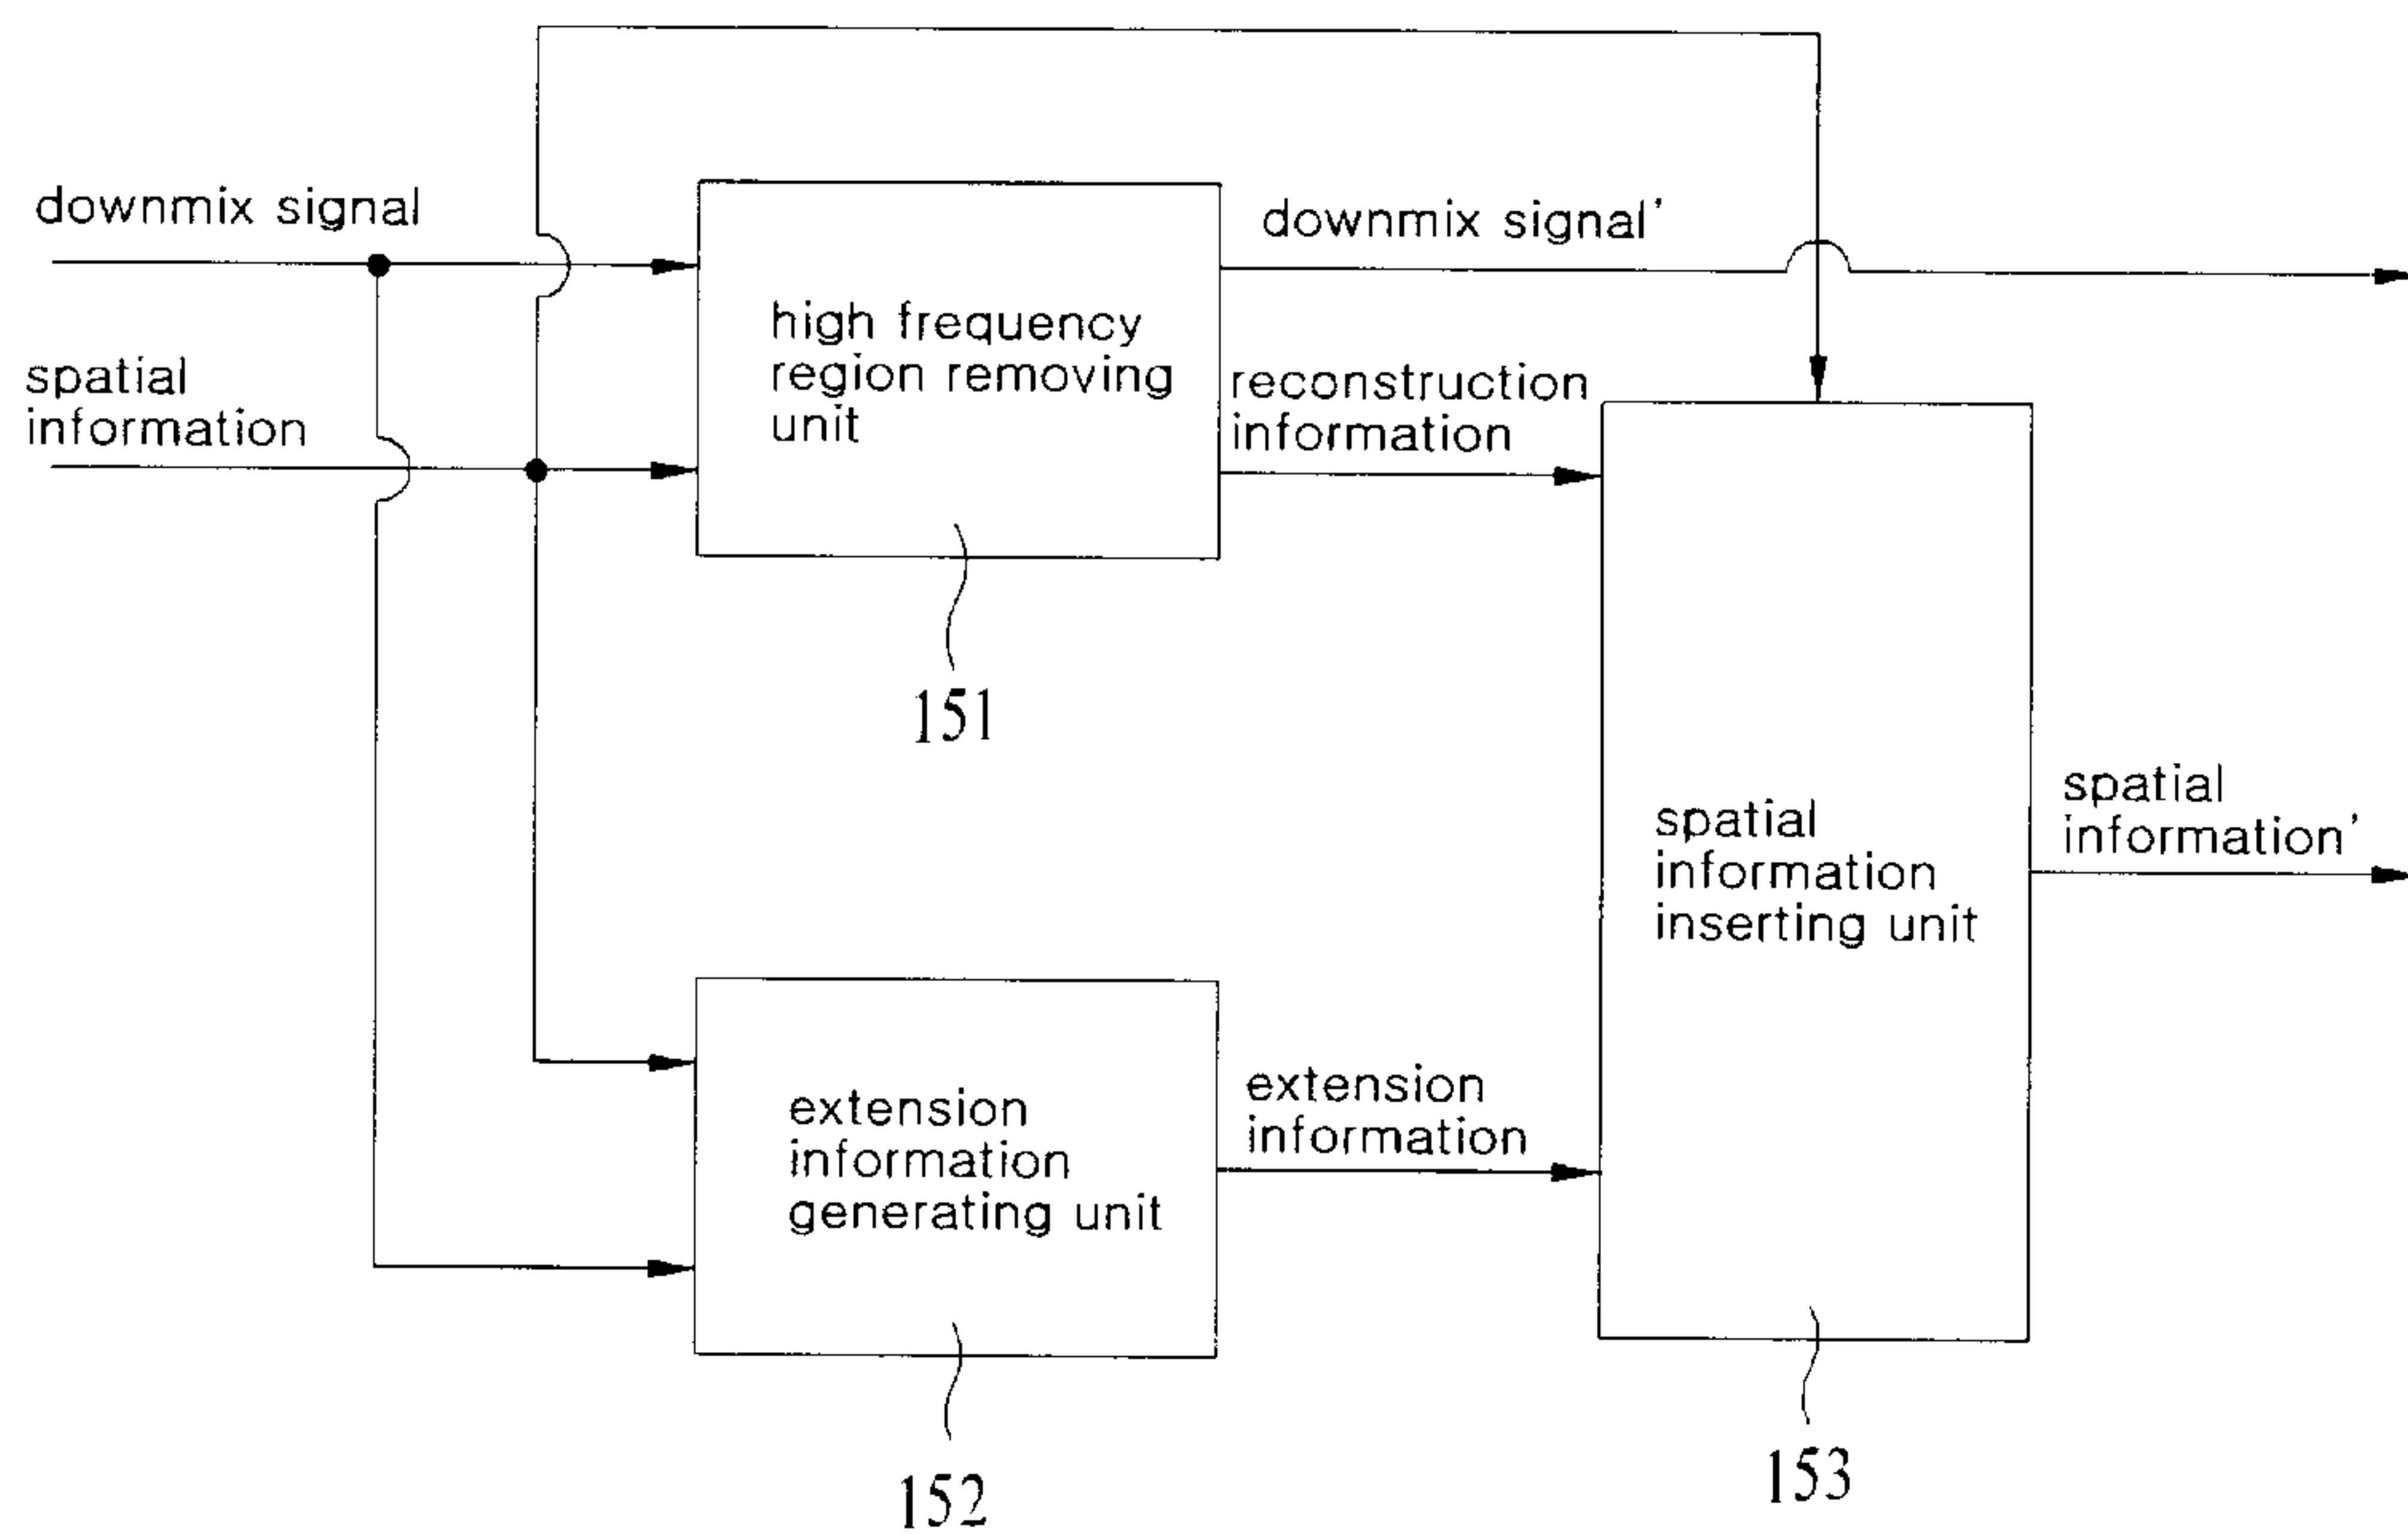 downmix signal
spatial
information
high frequency
region removing
unit
151
downmix signal'
reconstruction
information
extension
information
generating unit
152
extension
information
spatial
information
inserting unit
153
spatial
information'